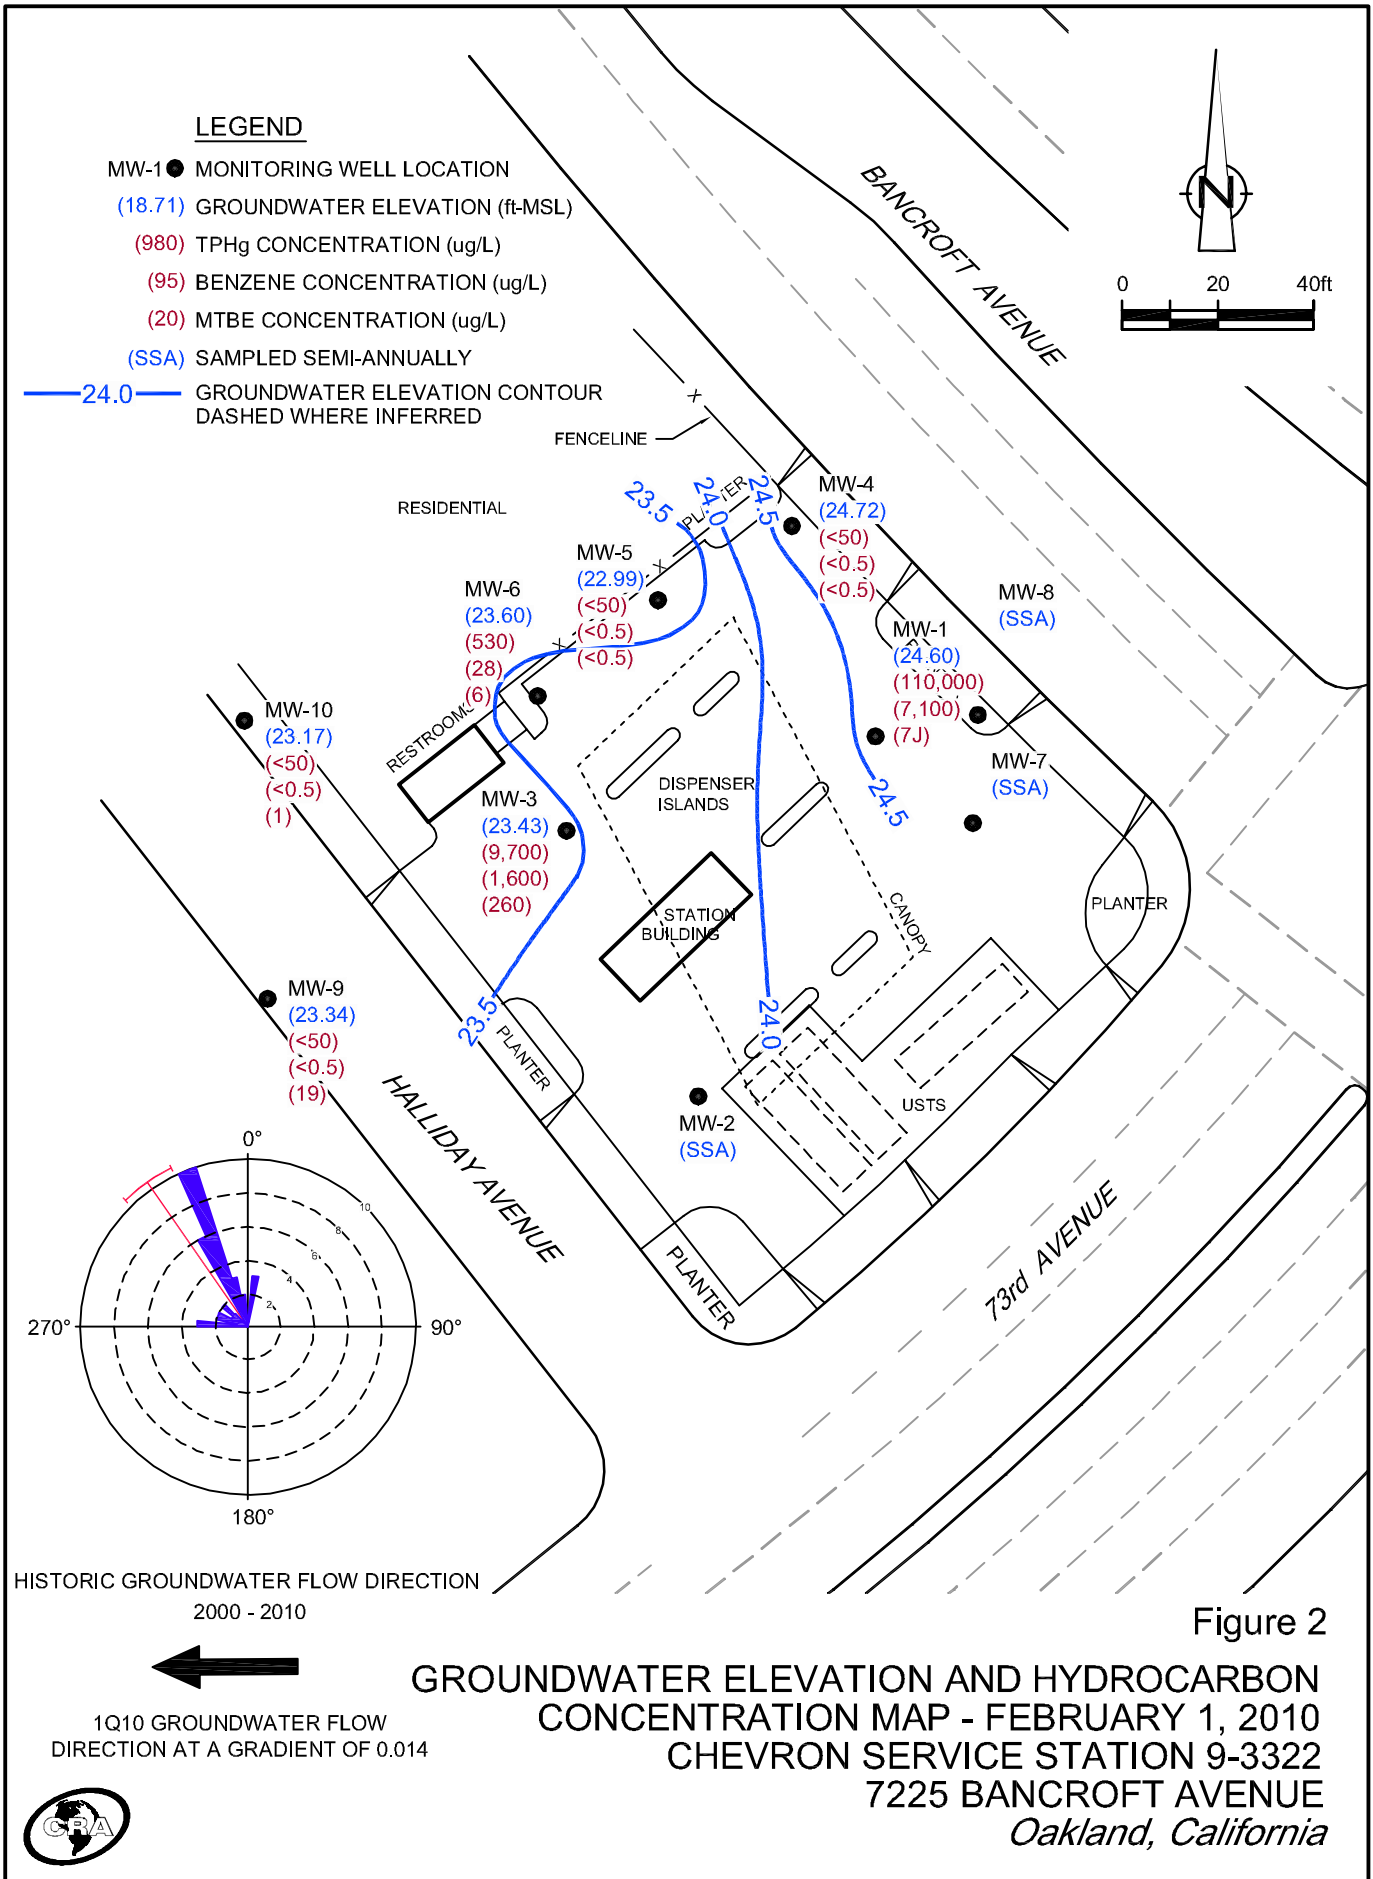 LEGEND
MW-1 MONITORING WELL LOCATION
(18.71) GROUNDWATER ELEVATION (ft-MSL)
(980) TPHg CONCENTRATION (ug/L)
(95) BENZENE CONCENTRATION (ug/L)
(20) MTBE CONCENTRATION (ug/L)
(SSA) SAMPLED SEMI-ANNUALLY
24.0 GROUNDWATER ELEVATION CONTOUR
DASHED WHERE INFERRED
BANCROFT AVENUE
N
0 20 40ft
X
FENCELINE
RESIDENTIAL
23.5
24.0
24.5
PLANTER
MW-4
(24.72)
(<50)
(<0.5)
(<0.5)
MW-5
(22.99)
(<50)
(<0.5)
(<0.5)
X
X
MW-6
(23.60)
(530)
(28)
(6)
MW-8
(SSA)
MW-1
(24.60)
(110,000)
(7,100)
(7J)
MW-10
(23.17)
(<50)
(<0.5)
(1)
RESTROOMS
MW-7
(SSA)
24.5
DISPENSER
ISLANDS
MW-3
(23.43)
(9,700)
(1,600)
(260)
STATION
BUILDING
CANOPY
PLANTER
MW-9
(23.34)
(<50)
(<0.5)
(19)
23.5
24.0
PLANTER
USTS
MW-2
(SSA)
HALLIDAY AVENUE
PLANTER
73rd AVENUE
0°
10
8
6
4
2
270°
90°
180°
HISTORIC GROUNDWATER FLOW DIRECTION
2000 - 2010
1Q10 GROUNDWATER FLOW
DIRECTION AT A GRADIENT OF 0.014
CRA
Figure 2
GROUNDWATER ELEVATION AND HYDROCARBON
CONCENTRATION MAP - FEBRUARY 1, 2010
CHEVRON SERVICE STATION 9-3322
7225 BANCROFT AVENUE
Oakland, California